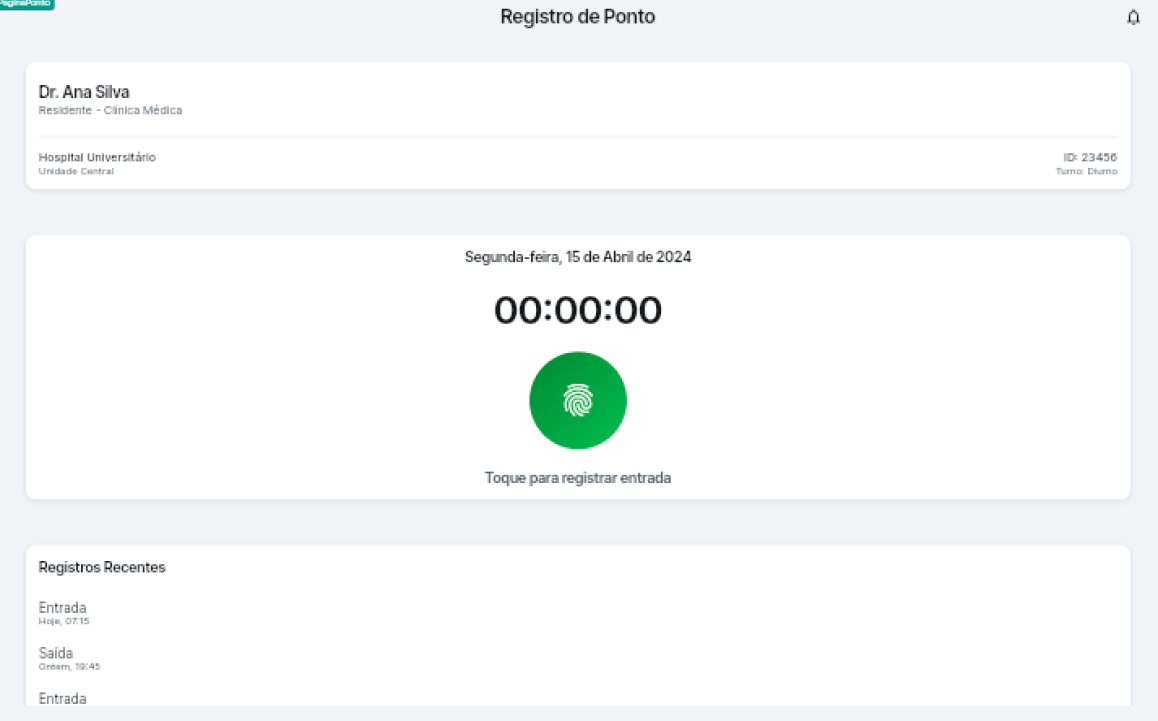 PaginaPonto
Registro de Ponto
Dr. Ana Silva
Residente - Clínica Médica
Hospital Universitário
ID: 23456
Unidade Central
Turno: Diurno
Segunda-feira, 15 de Abril de 2024
00:00:00
Toque para registrar entrada
Registros Recentes
Entrada
Hoje, 07:15
Saída
Ontem, 19:45
Entrada